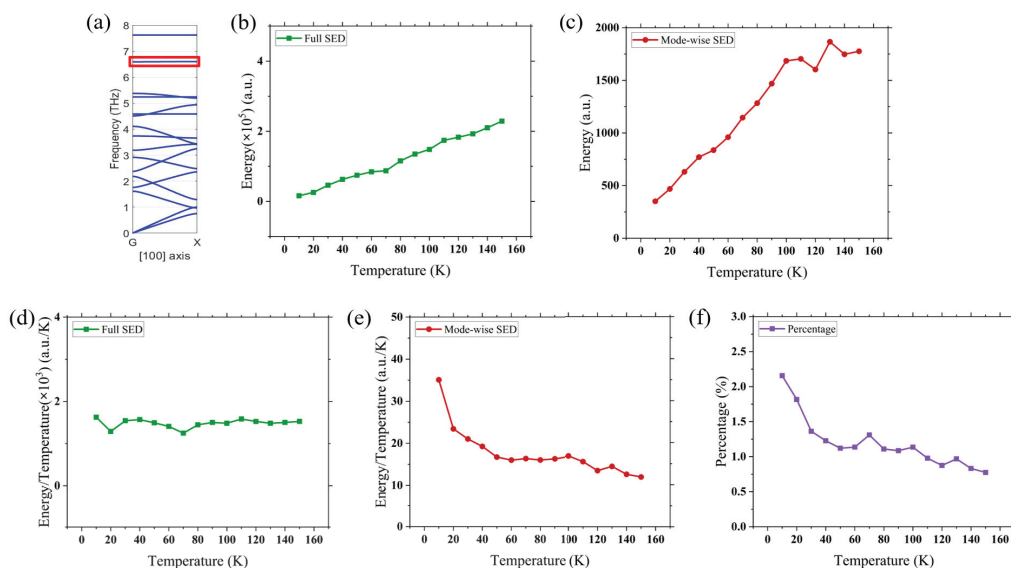 (a)
8
7
6
5
4
3
2
1
0
Frequency (THz)
G X
[100] axis
(b)
Full SED
4
2
0
Energy(×10⁵) (a.u.)
0 20 40 60 80 100 120 140 160
Temperature (K)
(c)
Mode-wise SED
2000
1750
1500
1250
1000
750
500
250
0
Energy (a.u.)
0 20 40 60 80 100 120 140 160
Temperature (K)
(d)
Full SED
4
2
0
Energy/Temperature(×10³) (a.u./K)
0 20 40 60 80 100 120 140 160
Temperature (K)
(e)
Mode-wise SED
50
40
30
20
10
0
Energy/Temperature (a.u./K)
0 20 40 60 80 100 120 140 160
Temperature (K)
(f)
Percentage
3.0
2.5
2.0
1.5
1.0
0.5
0.0
Percentage (%)
0 20 40 60 80 100 120 140 160
Temperature (K)